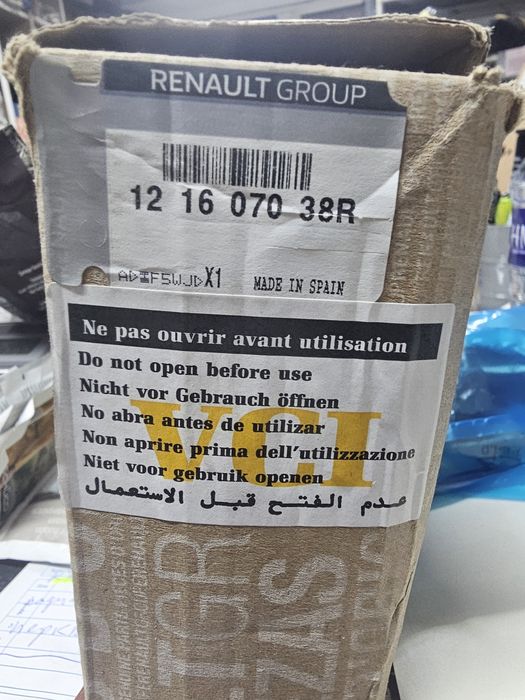 RENAULT GROUP
12 16 070 38R
X1 MADE IN SPAIN
Ne pas ouvrir avant utilisation
Do not open before use
Nicht vor Gebrauch öffnen
No abra antes de utilizar
VCI
Non aprire prima dell'utilizzazione
Niet voor gebruik openen
عدم الفتح قبل الاستعمال